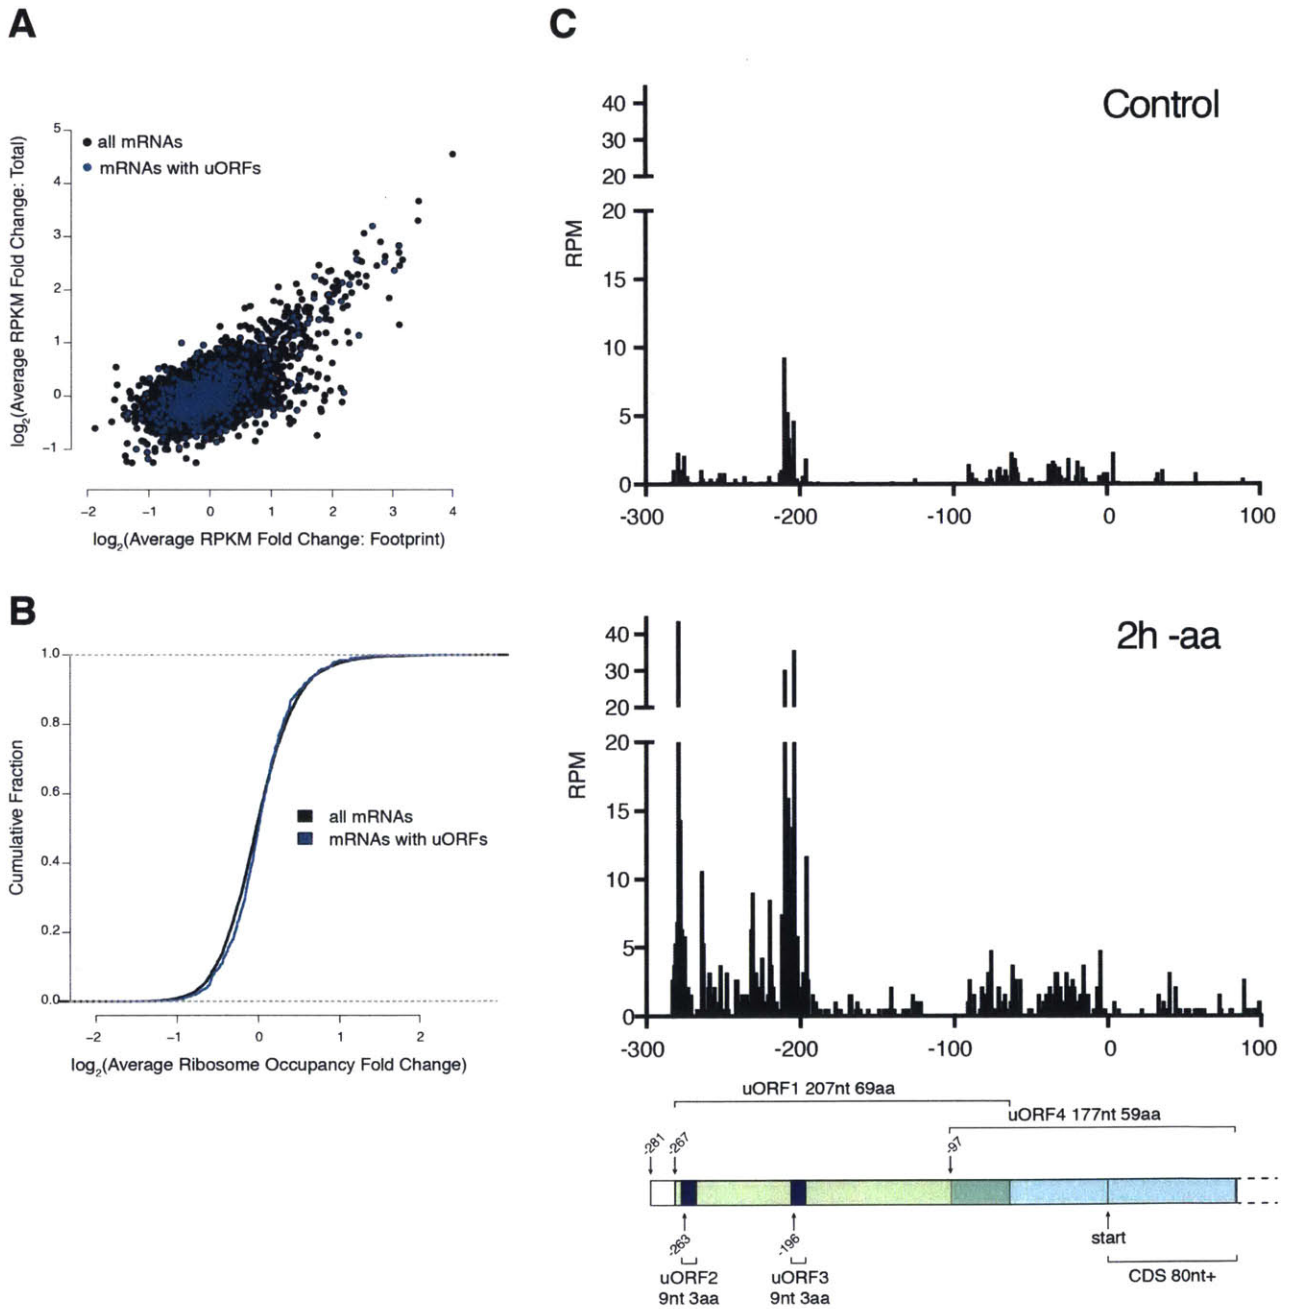 A
log2(Average RPKM Fold Change: Total)
5
4
3
2
1
0
−1
all mRNAs
mRNAs with uORFs
−2 −1 0 1 2 3 4
log2(Average RPKM Fold Change: Footprint)
B
Cumulative Fraction
1.0
0.8
0.6
0.4
0.2
0.0
all mRNAs
mRNAs with uORFs
−2 −1 0 1 2
log2(Average Ribosome Occupancy Fold Change)
C
Control
RPM
40
30
20
20
15
10
5
0
-300 -200 -100 0 100
2h -aa
RPM
40
30
20
20
15
10
5
0
-300 -200 -100 0 100
uORF1 207nt 69aa
uORF4 177nt 59aa
-281 -267 -97
-263 -196 start
uORF2 uORF3 CDS 80nt+
9nt 3aa 9nt 3aa